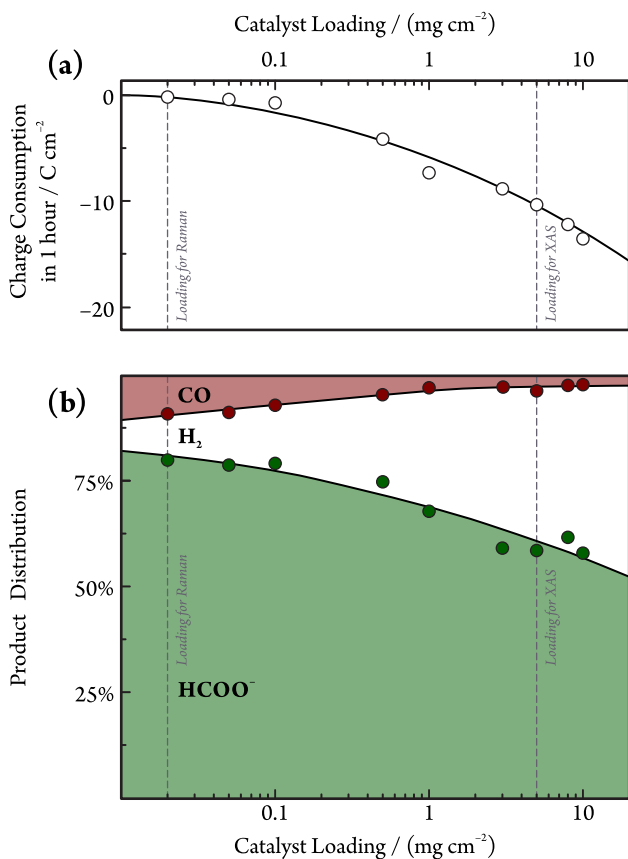 Catalyst Loading / (mg cm⁻²)
0.1 1 10
(a)
0
−10
−20
Charge Consumption
in 1 hour / C cm⁻²
Loading for Raman
Loading for XAS
(b)
CO
H₂
75%
50%
25%
Product Distribution
Loading for Raman
Loading for XAS
HCOO⁻
0.1 1 10
Catalyst Loading / (mg cm⁻²)